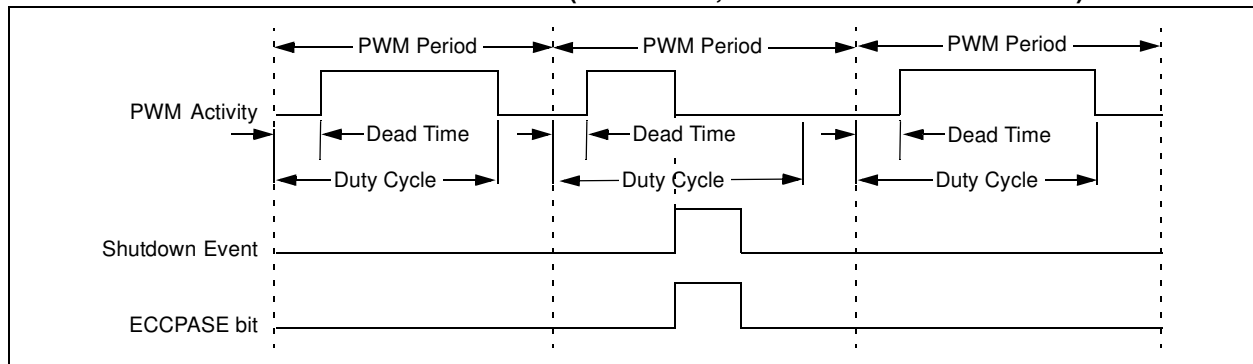 PWM Period PWM Period PWM Period
PWM Activity
Dead Time Dead Time Dead Time
Duty Cycle Duty Cycle Duty Cycle
Shutdown Event
ECCPASE bit